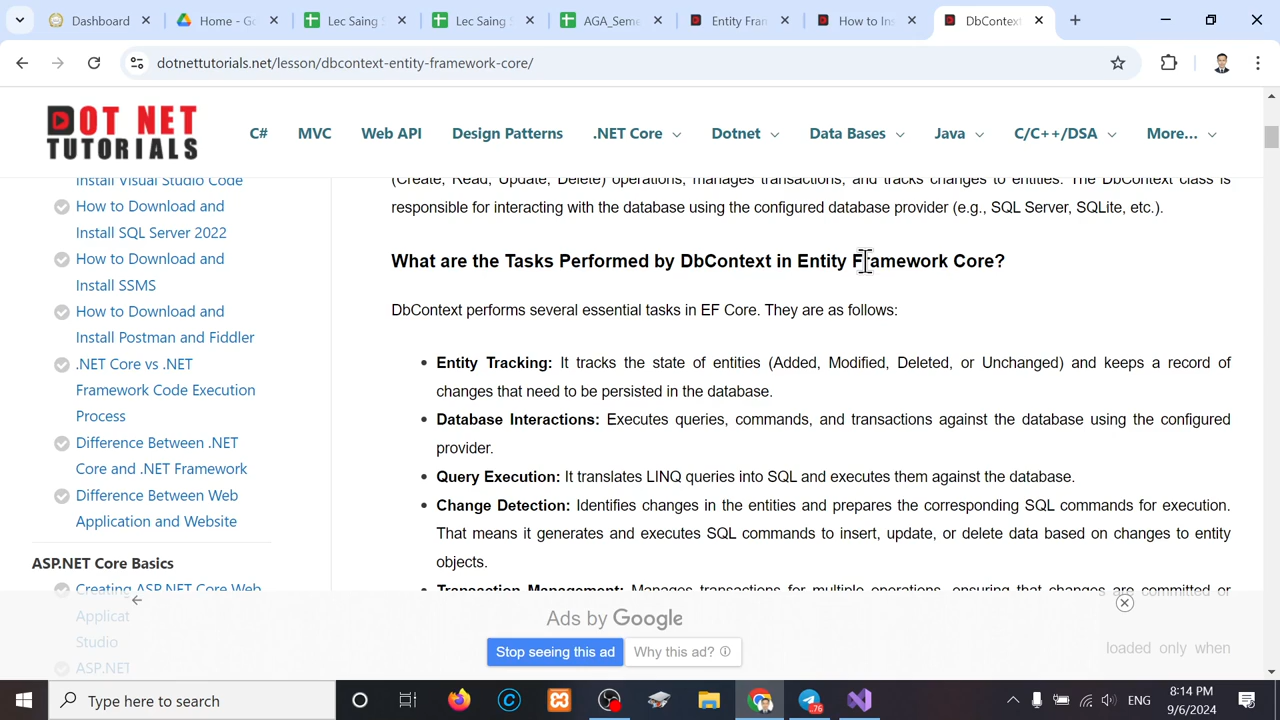 Dashboard
Home - Go
Lec Saing
Lec Saing
AGA_Seme
Entity Fran
How to Ins
DbContext
dotnettutorials.net/lesson/dbcontext-entity-framework-core/
DOT NET
TUTORIALS
C# MVC Web API Design Patterns .NET Core Dotnet Data Bases Java C/C++/DSA More...
Install Visual Studio Code
How to Download and
Install SQL Server 2022
How to Download and
Install SSMS
How to Download and
Install Postman and Fiddler
.NET Core vs .NET
Framework Code Execution
Process
Difference Between .NET
Core and .NET Framework
Difference Between Web
Application and Website
ASP.NET Core Basics
Creating ASP.NET Core Web
Applicat
Studio
ASP.NET
(Create, Read, Update, Delete) operations, manages transactions, and tracks changes to entities. The DbContext class is
responsible for interacting with the database using the configured database provider (e.g., SQL Server, SQLite, etc.).
What are the Tasks Performed by DbContext in Entity Framework Core?
DbContext performs several essential tasks in EF Core. They are as follows:
Entity Tracking: It tracks the state of entities (Added, Modified, Deleted, or Unchanged) and keeps a record of
changes that need to be persisted in the database.
Database Interactions: Executes queries, commands, and transactions against the database using the configured
provider.
Query Execution: It translates LINQ queries into SQL and executes them against the database.
Change Detection: Identifies changes in the entities and prepares the corresponding SQL commands for execution.
That means it generates and executes SQL commands to insert, update, or delete data based on changes to entity
objects.
Transaction Management: Manages transactions for multiple operations, ensuring that changes are committed or
loaded only when
Ads by Google
Stop seeing this ad
Why this ad?
Type here to search
.76
ENG
8:14 PM
9/6/2024